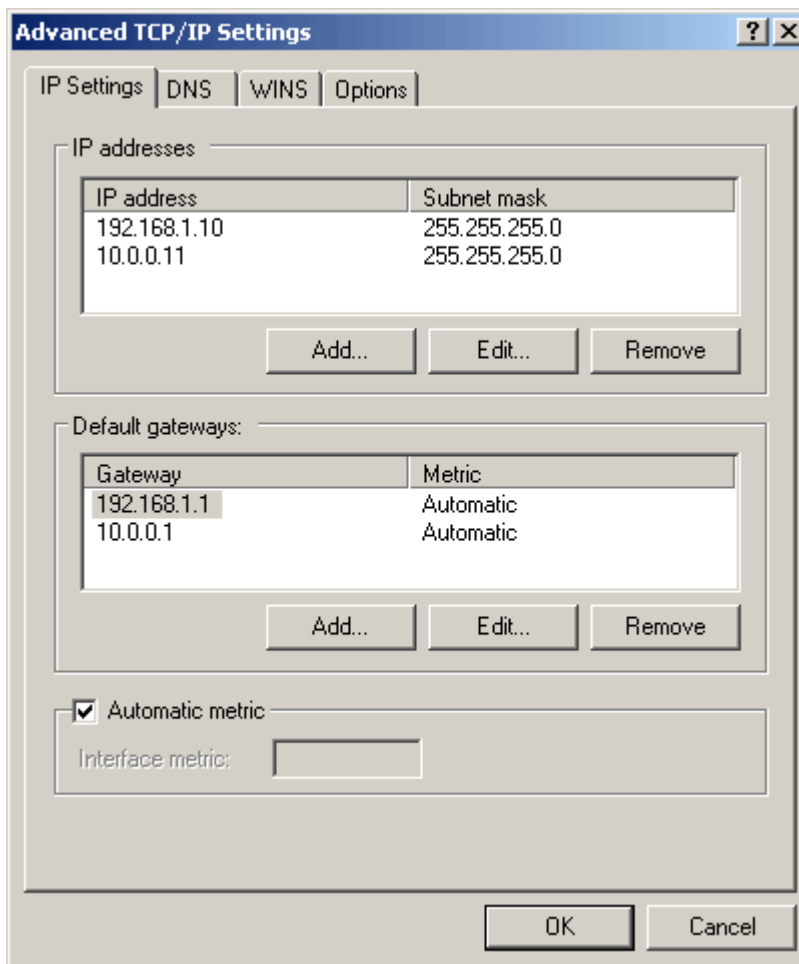 Advanced TCP/IP Settings
IP Settings DNS WINS Options
IP addresses
IP address Subnet mask
192.168.1.10 255.255.255.0
10.0.0.11 255.255.255.0
Add... Edit... Remove
Default gateways:
Gateway Metric
192.168.1.1 Automatic
10.0.0.1 Automatic
Add... Edit... Remove
Automatic metric
Interface metric:
OK Cancel